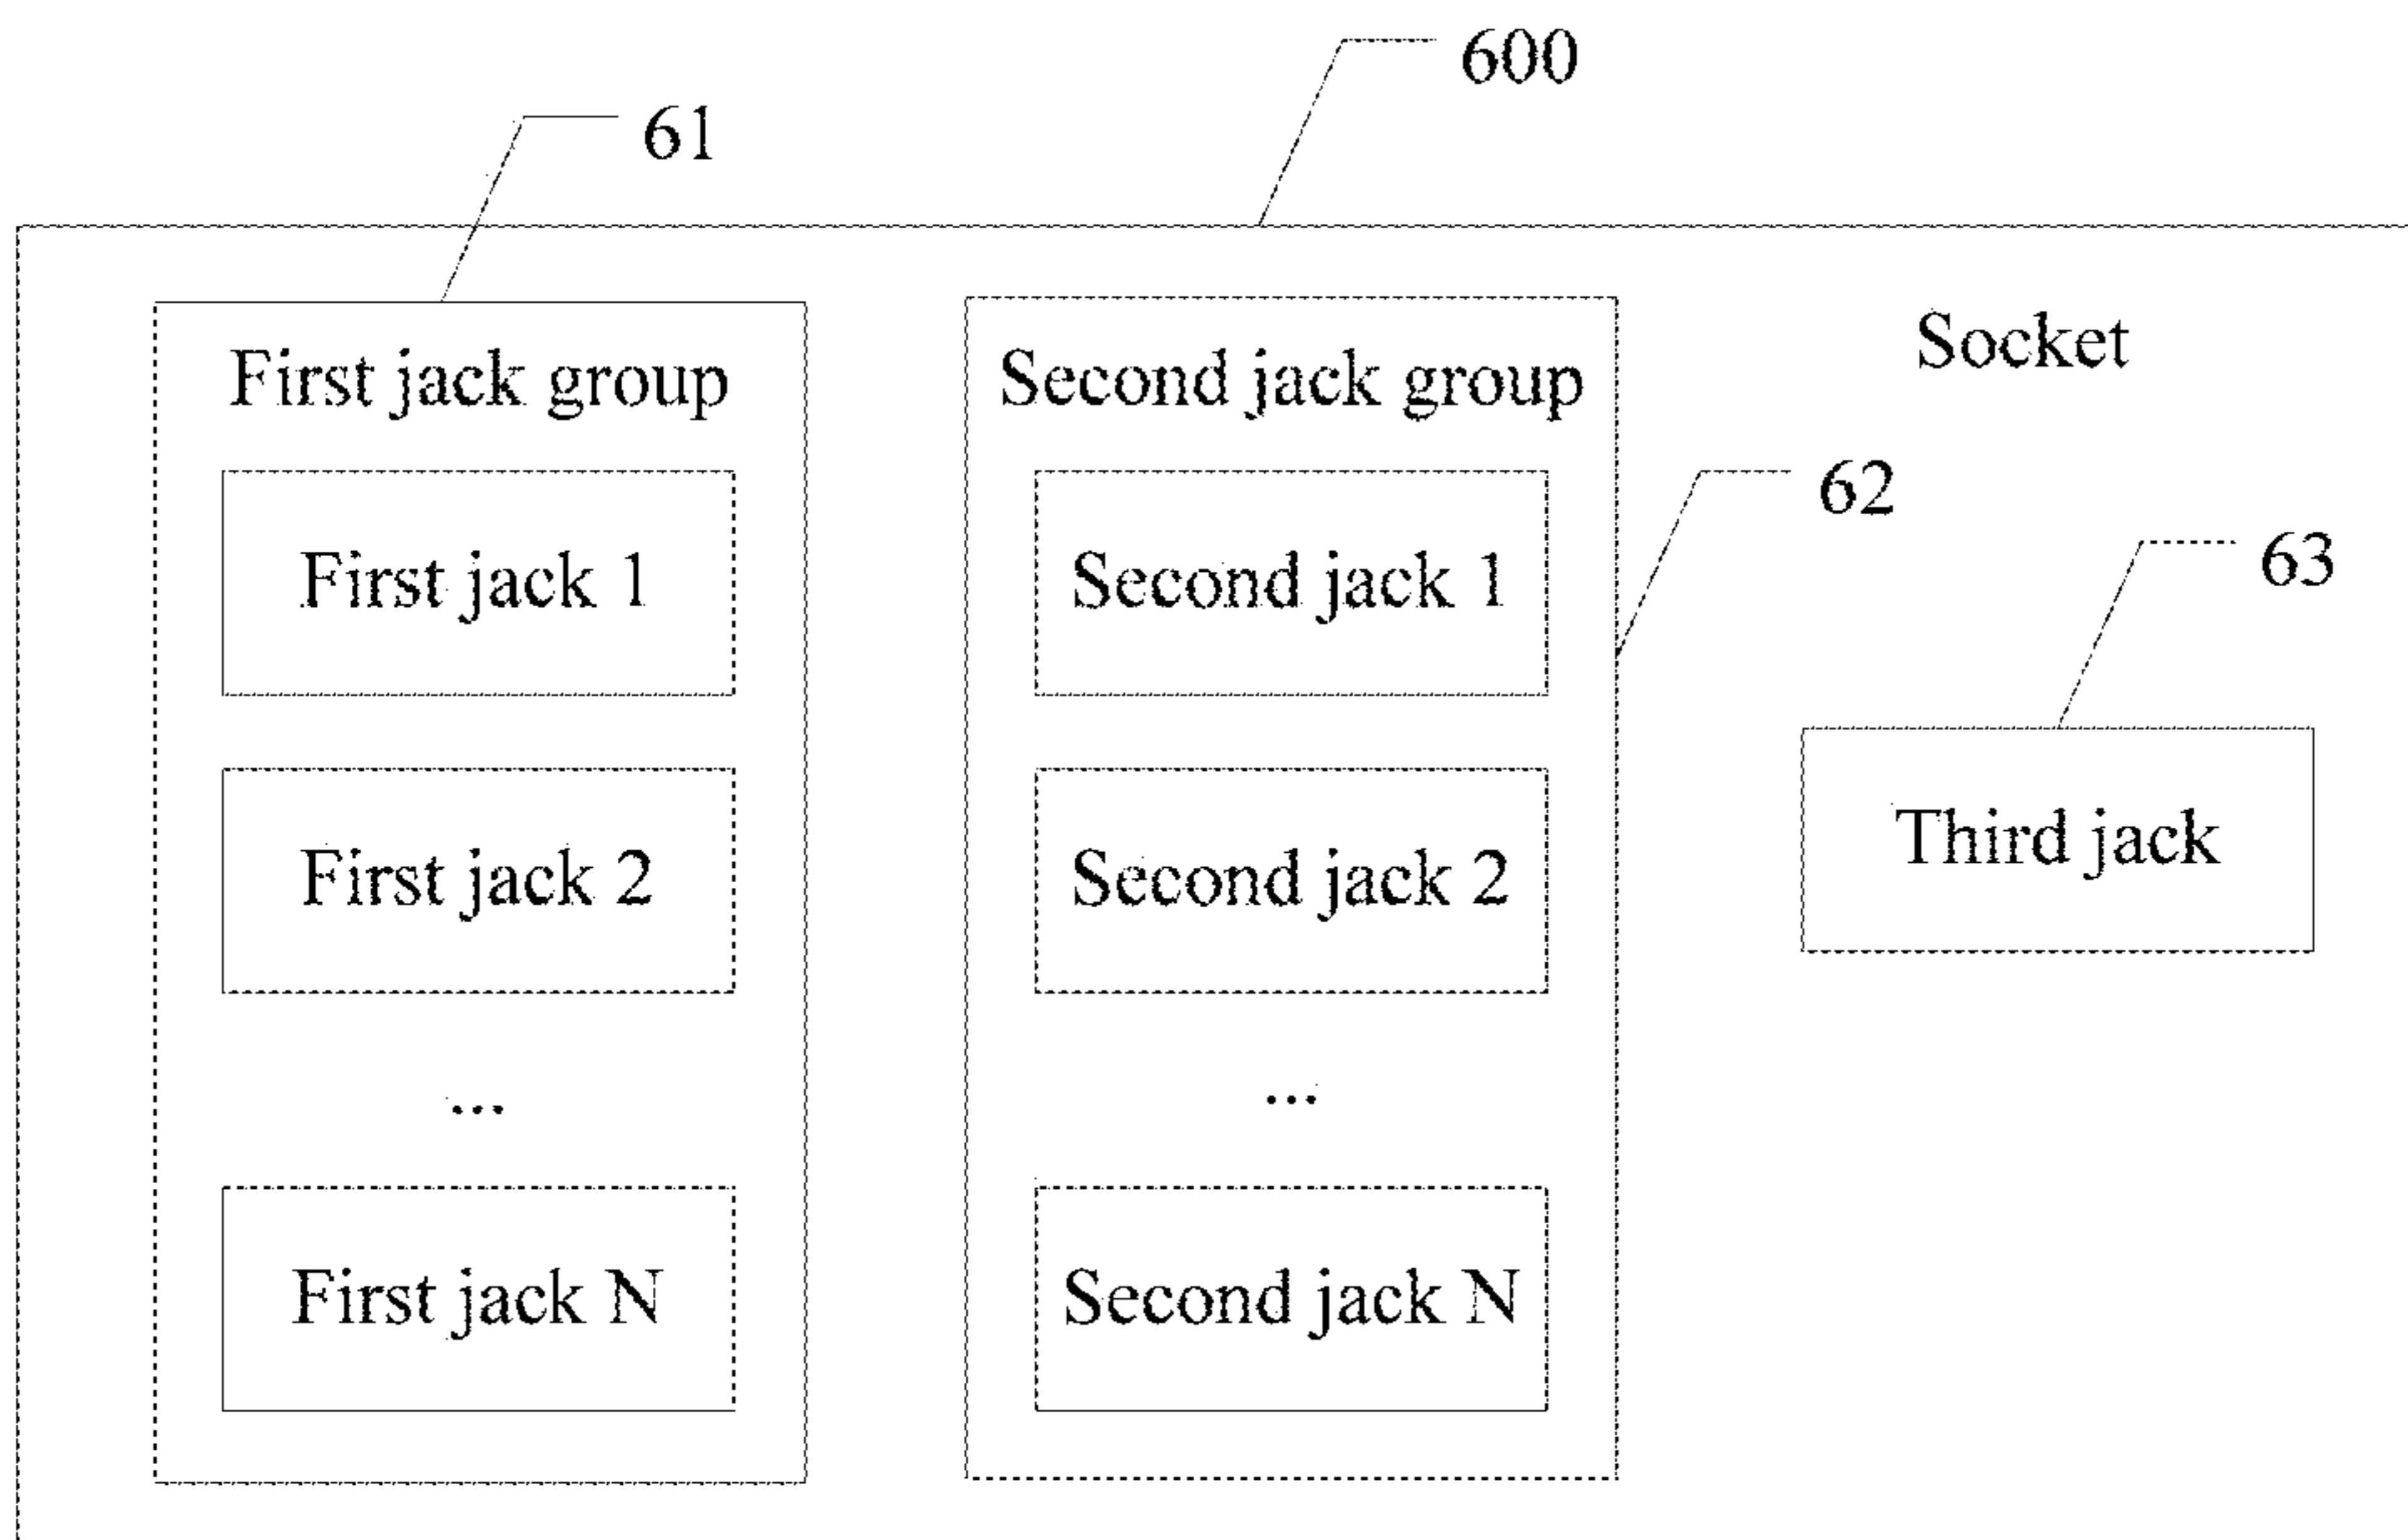 600
61
First jack group
Second jack group
Socket
First jack 1
Second jack 1
62
63
First jack 2
Second jack 2
Third jack
...
...
First jack N
Second jack N